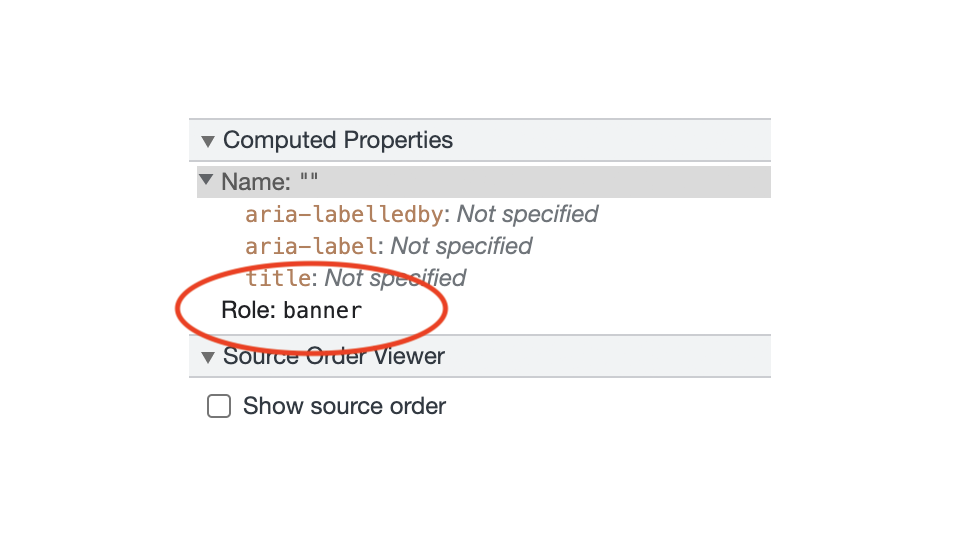 Computed Properties
Name: ""
aria-labelledby: Not specified
aria-label: Not specified
title: Not specified
Role: banner
Source Order Viewer
Show source order